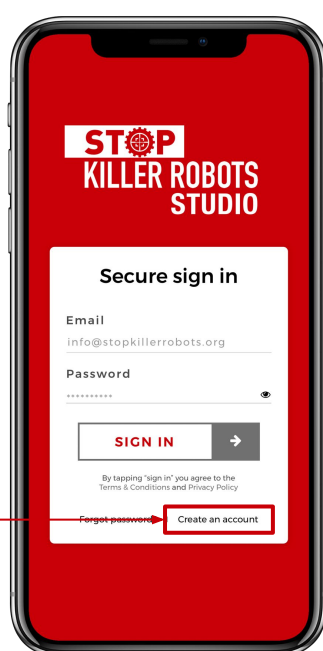 STOP
KILLER ROBOTS
STUDIO
Secure sign in
Email
info@stopkillerrobots.org
Password
••••••••••
SIGN IN
By tapping "sign in" you agree to the
Terms & Conditions and Privacy Policy
Forgot password Create an account